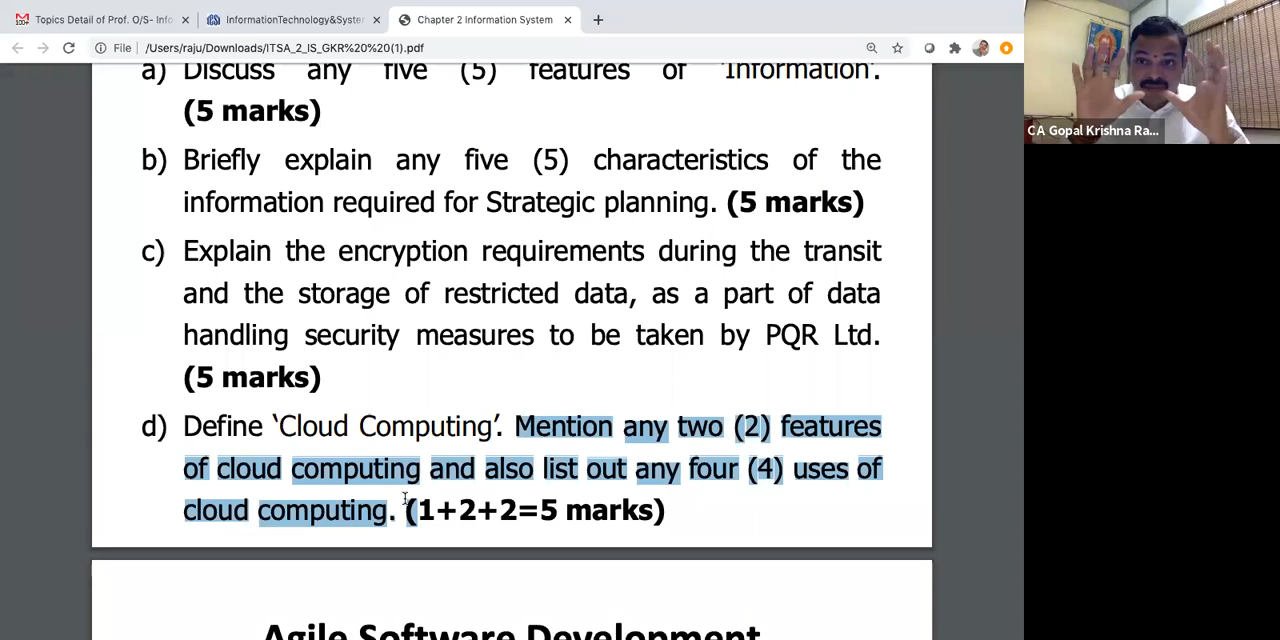 Topics Detail of Prof. O/S- Info
InformationTechnology&System
Chapter 2 Information System
File
/Users/raju/Downloads/ITSA_2_IS_GKR%20%20(1).pdf
a) Discuss any five (5) features of 'Information'.
(5 marks)
b) Briefly explain any five (5) characteristics of the
information required for Strategic planning. (5 marks)
c) Explain the encryption requirements during the transit
and the storage of restricted data, as a part of data
handling security measures to be taken by PQR Ltd.
(5 marks)
d) Define ‘Cloud Computing’. Mention any two (2) features
of cloud computing and also list out any four (4) uses of
cloud computing. (1+2+2=5 marks)
Agile Software Development
CA Gopal Krishna Ra...